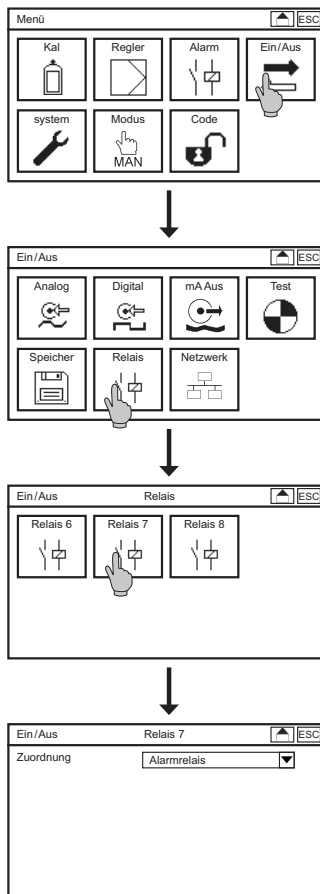 Menü ESC
Kal Regler Alarm Ein/Aus
system Modus Code
MAN
Ein/Aus ESC
Analog Digital mA Aus Test
Speicher Relais Netzwerk
Ein/Aus Relais ESC
Relais 6 Relais 7 Relais 8
Ein/Aus Relais 7 ESC
Zuordnung Alarmrelais